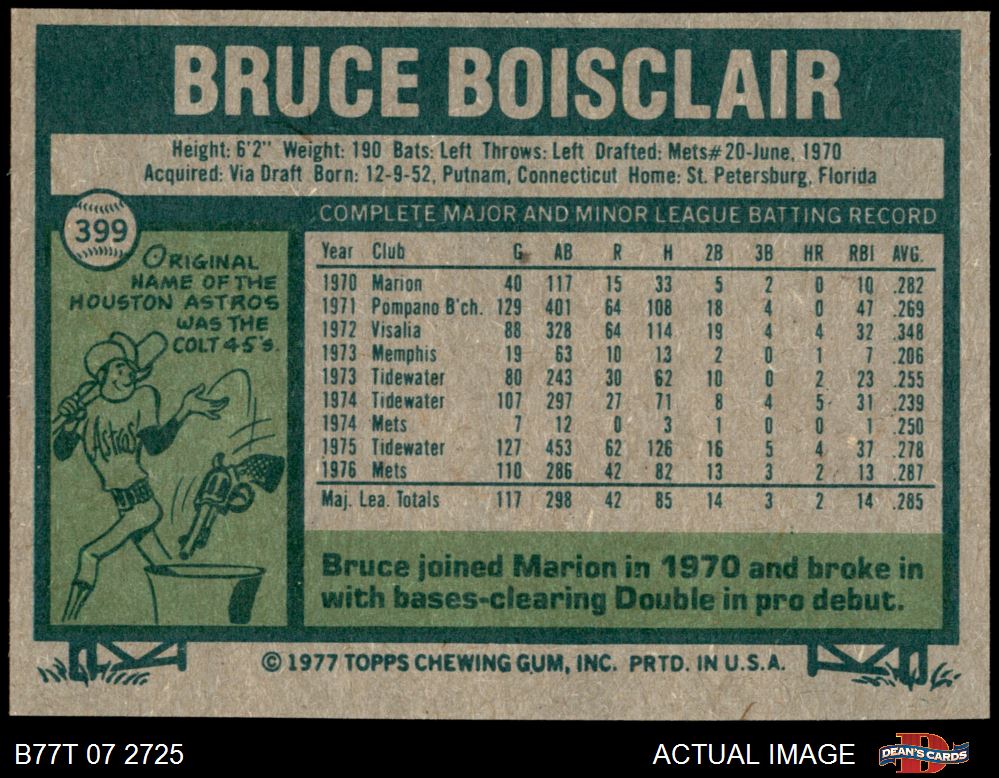 BRUCE BOISCLAIR
Height: 6'2" Weight: 190 Bats: Left Throws: Left Drafted: Mets#20-June, 1970
Acquired: Via Draft Born: 12-9-52, Putnam, Connecticut Home: St. Petersburg, Florida
399
COMPLETE MAJOR AND MINOR LEAGUE BATTING RECORD
ORIGINAL
NAME OF THE
HOUSTON ASTROS
WAS THE
COLT 45's.
Astros
Year Club G AB R H 2B 3B HR RBI AVG.
1970 Marion 40 117 15 33 5 2 0 10 .282
1971 Pompano B'ch. 129 401 64 108 18 4 0 47 .269
1972 Visalia 88 328 64 114 19 4 4 32 .348
1973 Memphis 19 63 10 13 2 0 1 7 .206
1973 Tidewater 80 243 30 62 10 0 2 23 .255
1974 Tidewater 107 297 27 71 8 4 5 31 .239
1974 Mets 7 12 0 3 1 0 0 1 .250
1975 Tidewater 127 453 62 126 16 5 4 37 .278
1976 Mets 110 286 42 82 13 3 2 13 .287
Maj. Lea. Totals 117 298 42 85 14 3 2 14 .285
Bruce joined Marion in 1970 and broke in
with bases-clearing Double in pro debut.
© 1977 TOPPS CHEWING GUM, INC. PRTD. IN U.S.A.
B77T 07 2725
ACTUAL IMAGE
DEAN'S CARDS